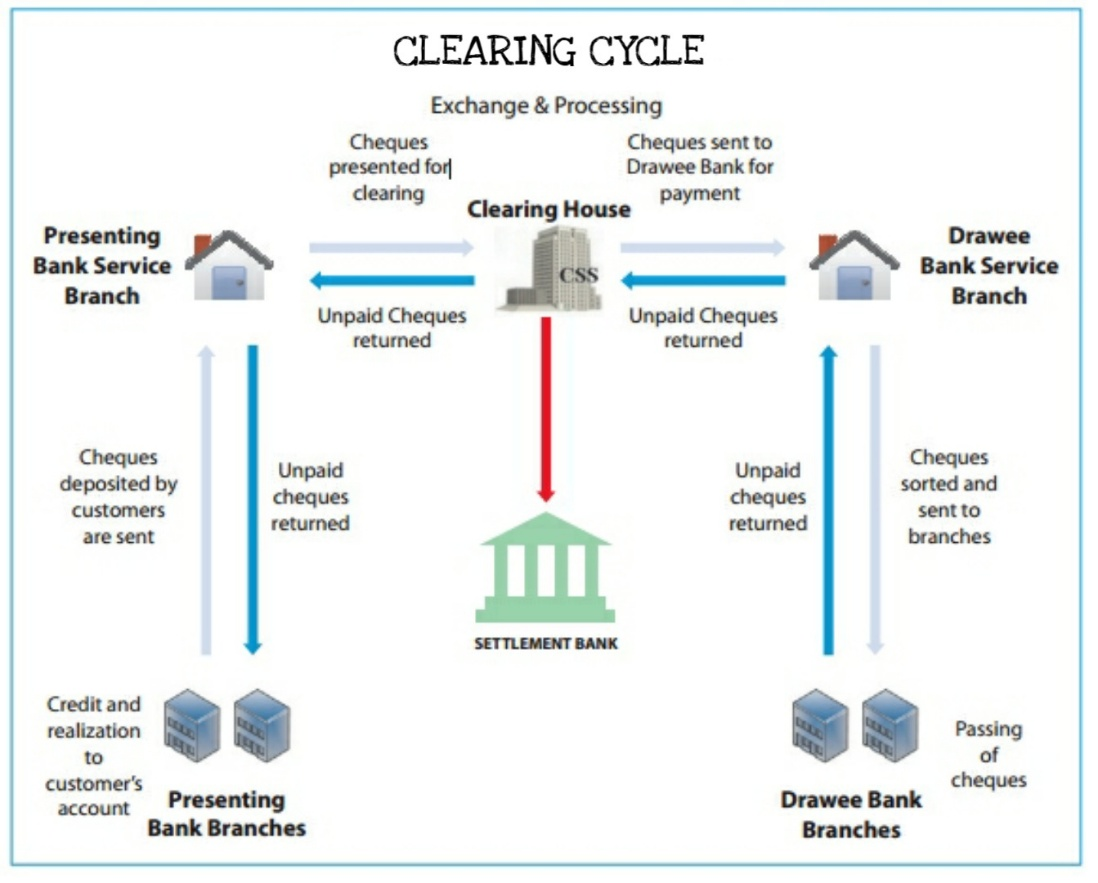 CLEARING CYCLE
Exchange & Processing
Cheques
presented for
clearing
Cheques sent to
Drawee Bank for
payment
Clearing House
Presenting
Bank Service
Branch
CSS
Drawee
Bank Service
Branch
Unpaid Cheques
returned
Unpaid Cheques
returned
Cheques
deposited by
customers
are sent
Unpaid
cheques
returned
Unpaid
cheques
returned
Cheques
sorted and
sent to
branches
SETTLEMENT BANK
Credit and
realization
to
customer's
account
Presenting
Bank Branches
Drawee Bank
Branches
Passing
of
cheques